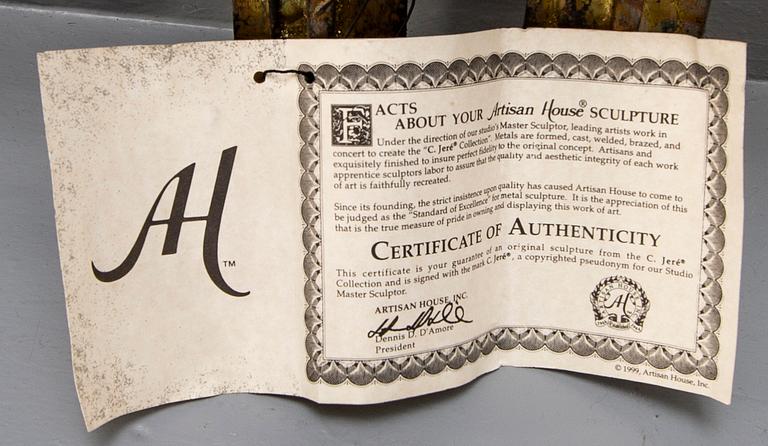 AH™
FACTS
ABOUT YOUR Artisan House® SCULPTURE
Under the direction of our studio's Master Sculptor, leading artists work in
concert to create the "C. Jeré® Collection". Metals are formed, cast, welded, brazed, and
exquisitely finished to insure perfect fidelity to the original concept. Artisans and
apprentice sculptors labor to assure that the quality and aesthetic integrity of each work
of art is faithfully recreated.
Since its founding, the strict insistence upon quality has caused Artisan House to come to
be judged as the "Standard of Excellence" for metal sculpture. It is the appreciation of this
that is the true measure of pride in owning and displaying this work of art.
CERTIFICATE OF AUTHENTICITY
This certificate is your guarantee of an original sculpture from the C. Jeré®
Collection and is signed with the mark C. Jeré®, a copyrighted pseudonym for our Studio
Master Sculptor.
ARTISAN HOUSE, INC.
Dennis D. D'Amore
President
AH
© 1999, Artisan House, Inc.